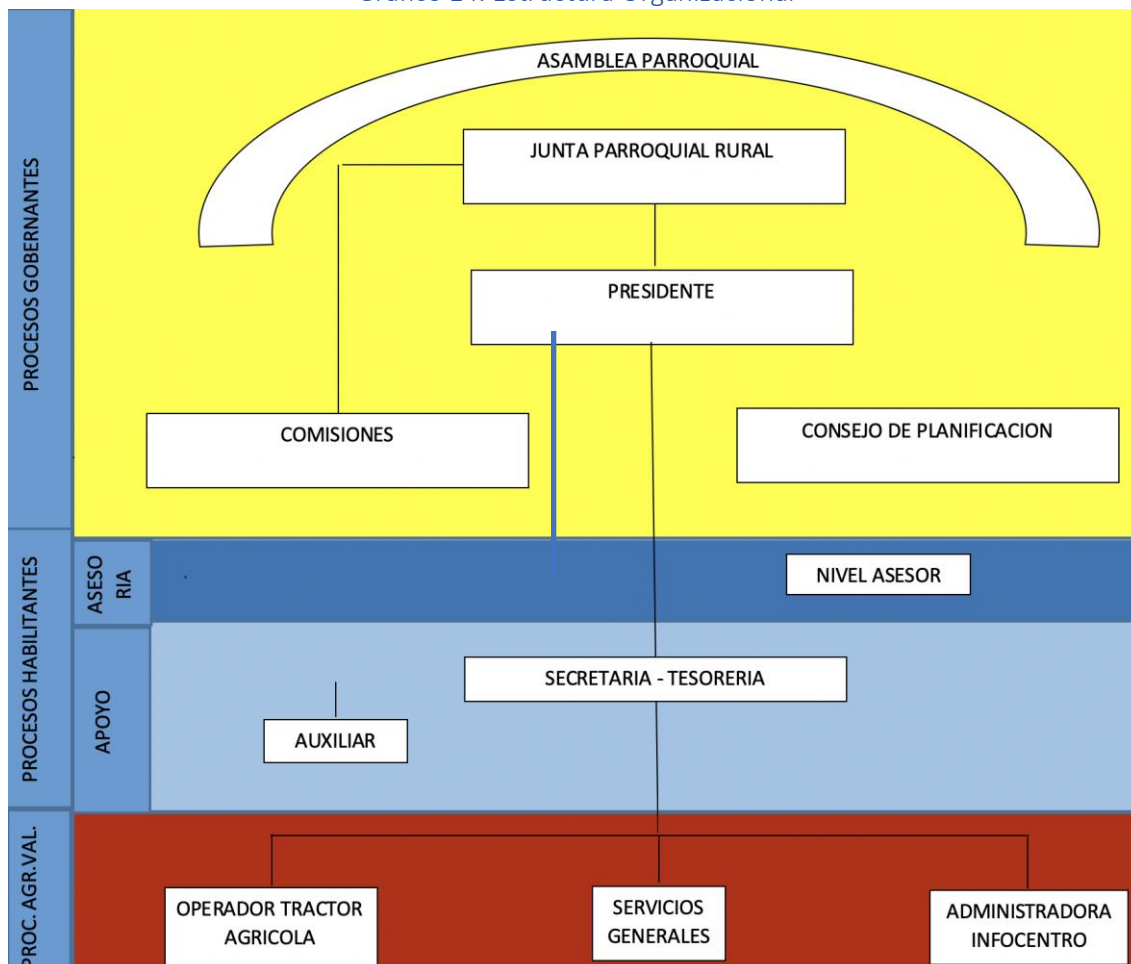 ASAMBLEA PARROQUIAL
JUNTA PARROQUIAL RURAL
PRESIDENTE
COMISIONES
CONSEJO DE PLANIFICACION
PROCESOS GOBERNANTES
PROCESOS HABILITANTES
ASESO
RIA
NIVEL ASESOR
APOYO
SECRETARIA - TESORERIA
AUXILIAR
PROC. AGR.VAL.
OPERADOR TRACTOR
AGRICOLA
SERVICIOS
GENERALES
ADMINISTRADORA
INFOCENTRO